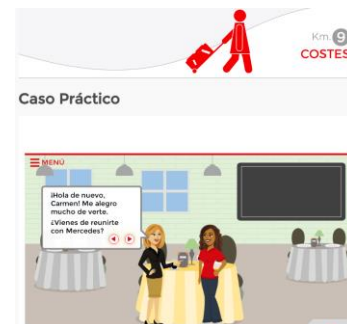 Km. 9
COSTES
Caso Práctico
MENÚ
¡Hola de nuevo,
Carmen! Me alegro
mucho de verte.
¿Vienes de reunirte
con Mercedes?